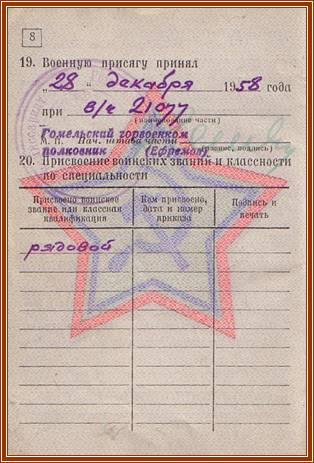 8
19. Военную присягу принял
„28" декабря 1958 года
при в/ч 21077
(наименование части)
Гомельский горвоенком
М. П. Нач. штаба части
полковник (Ефремов).
(звание, подпись)
20. Присвоение воинских званий и классности
по специальности
Присвоено воинское звание или классная квалификация
Кем присвоено, дата и номер приказа
Подпись и печать
рядовой